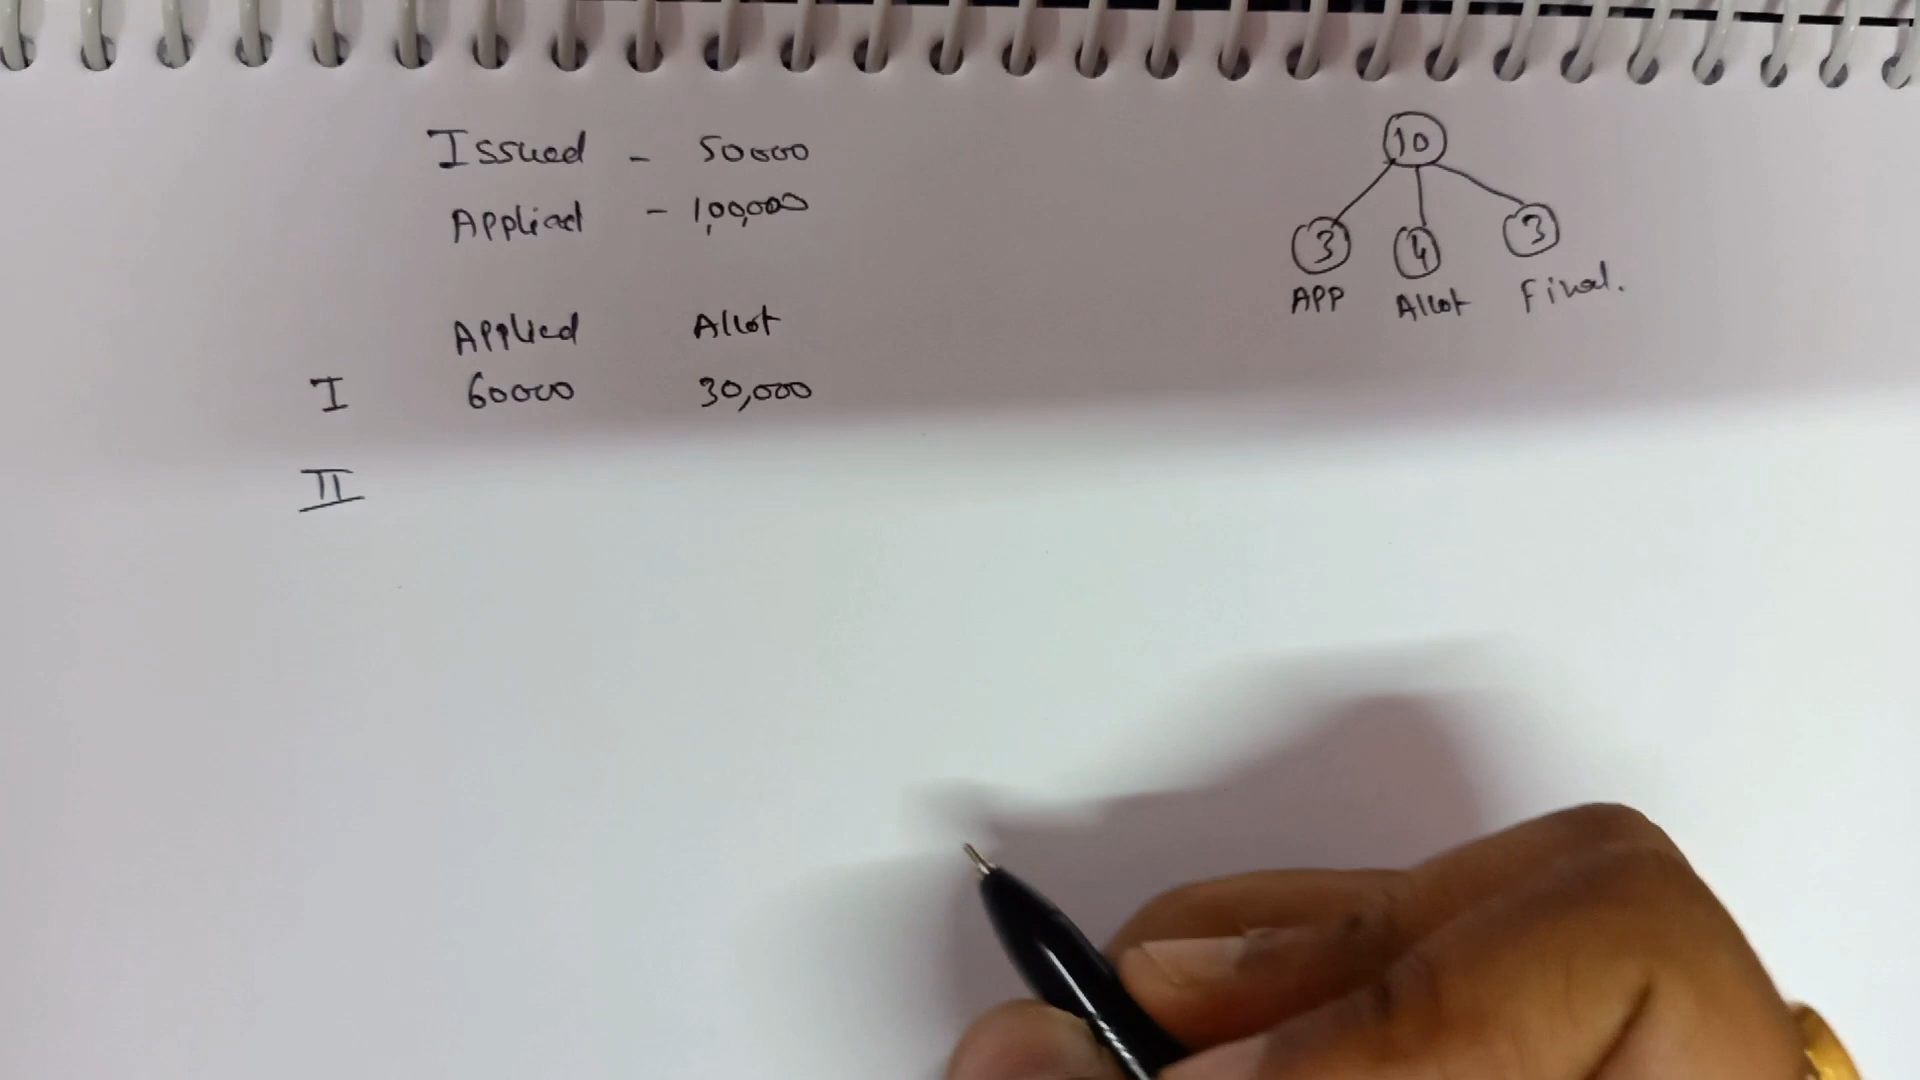 Issued - 50000
Applied - 1,00,000
Applied Allot
I 60000 30,000
II
10
3 4 3
APP Allot Final.